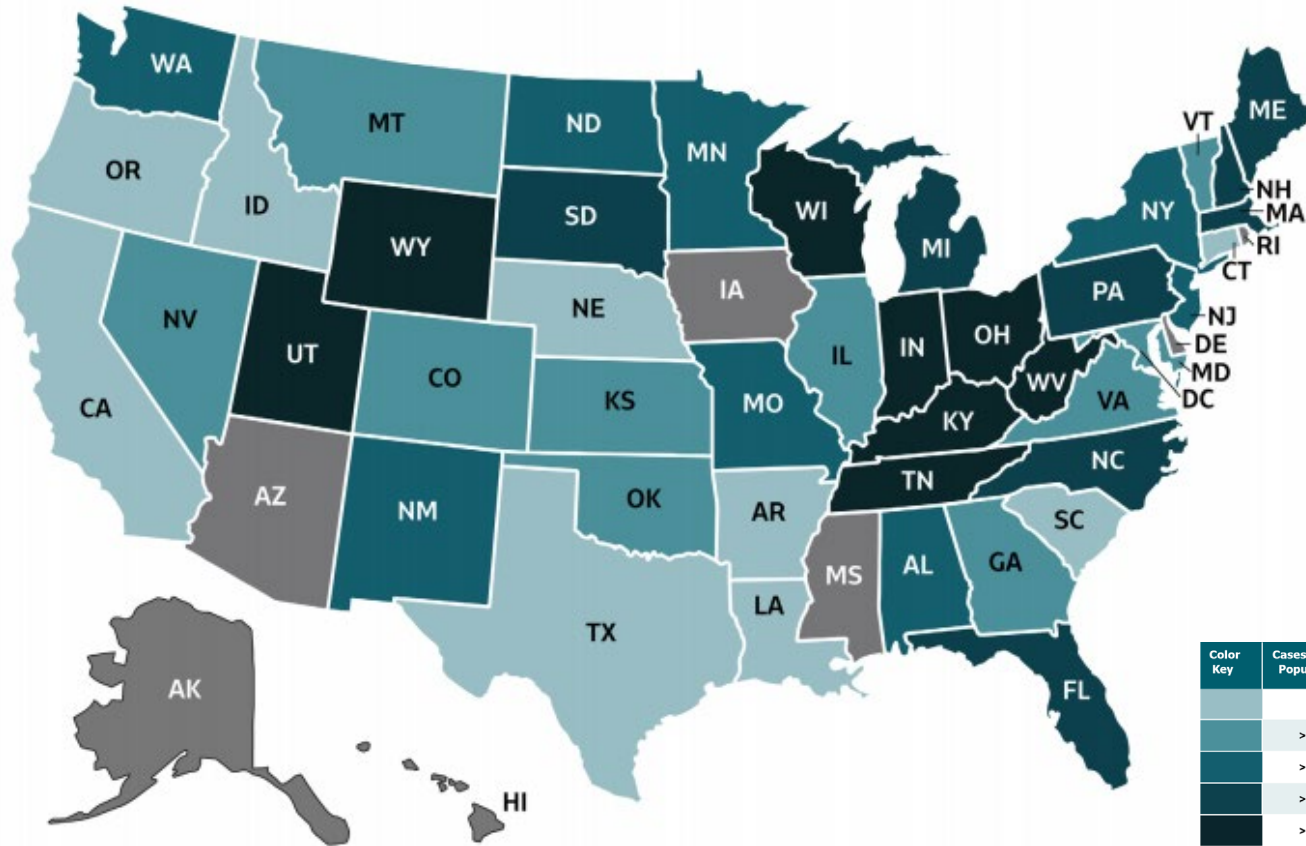 WA
MT
ND
MN
OR
ID
SD
WI
WY
MI
ME
VT
NH
MA
NY
RI
CT
NV
UT
NE
IA
PA
NJ
CO
IL
IN
OH
DE
MD
WV
DC
CA
KS
MO
KY
VA
AZ
NM
OK
AR
TN
NC
SC
TX
LA
MS
AL
GA
FL
AK
HI
Color Cases
Key Popu
>
>
>
>